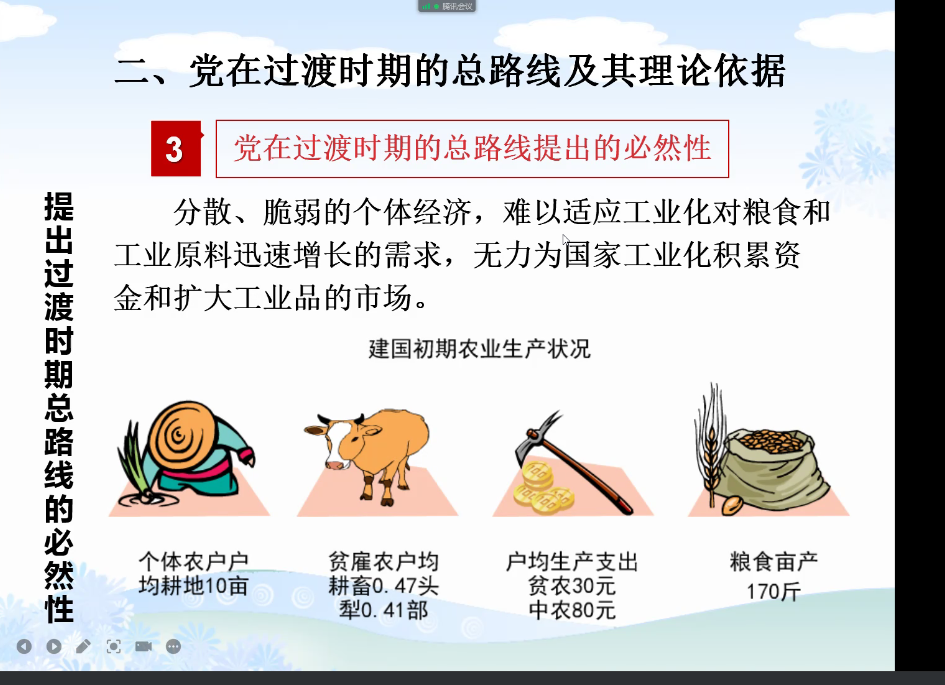 腾讯会议
二、党在过渡时期的总路线及其理论依据
3
党在过渡时期的总路线提出的必然性
提出过渡时期总路线的必然性
分散、脆弱的个体经济，难以适应工业化对粮食和
工业原料迅速增长的需求，无力为国家工业化积累资
金和扩大工业品的市场。
建国初期农业生产状况
个体农户户
均耕地10亩
贫雇农户均
耕畜0.47头
犁0.41部
户均生产支出
贫农30元
中农80元
粮食亩产
170斤